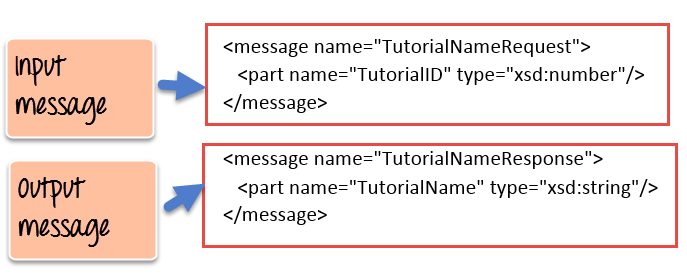 Input
message
<message name="TutorialNameRequest">
<part name="TutorialID" type="xsd:number"/>
</message>
Output
message
<message name="TutorialNameResponse">
<part name="TutorialName" type="xsd:string"/>
</message>